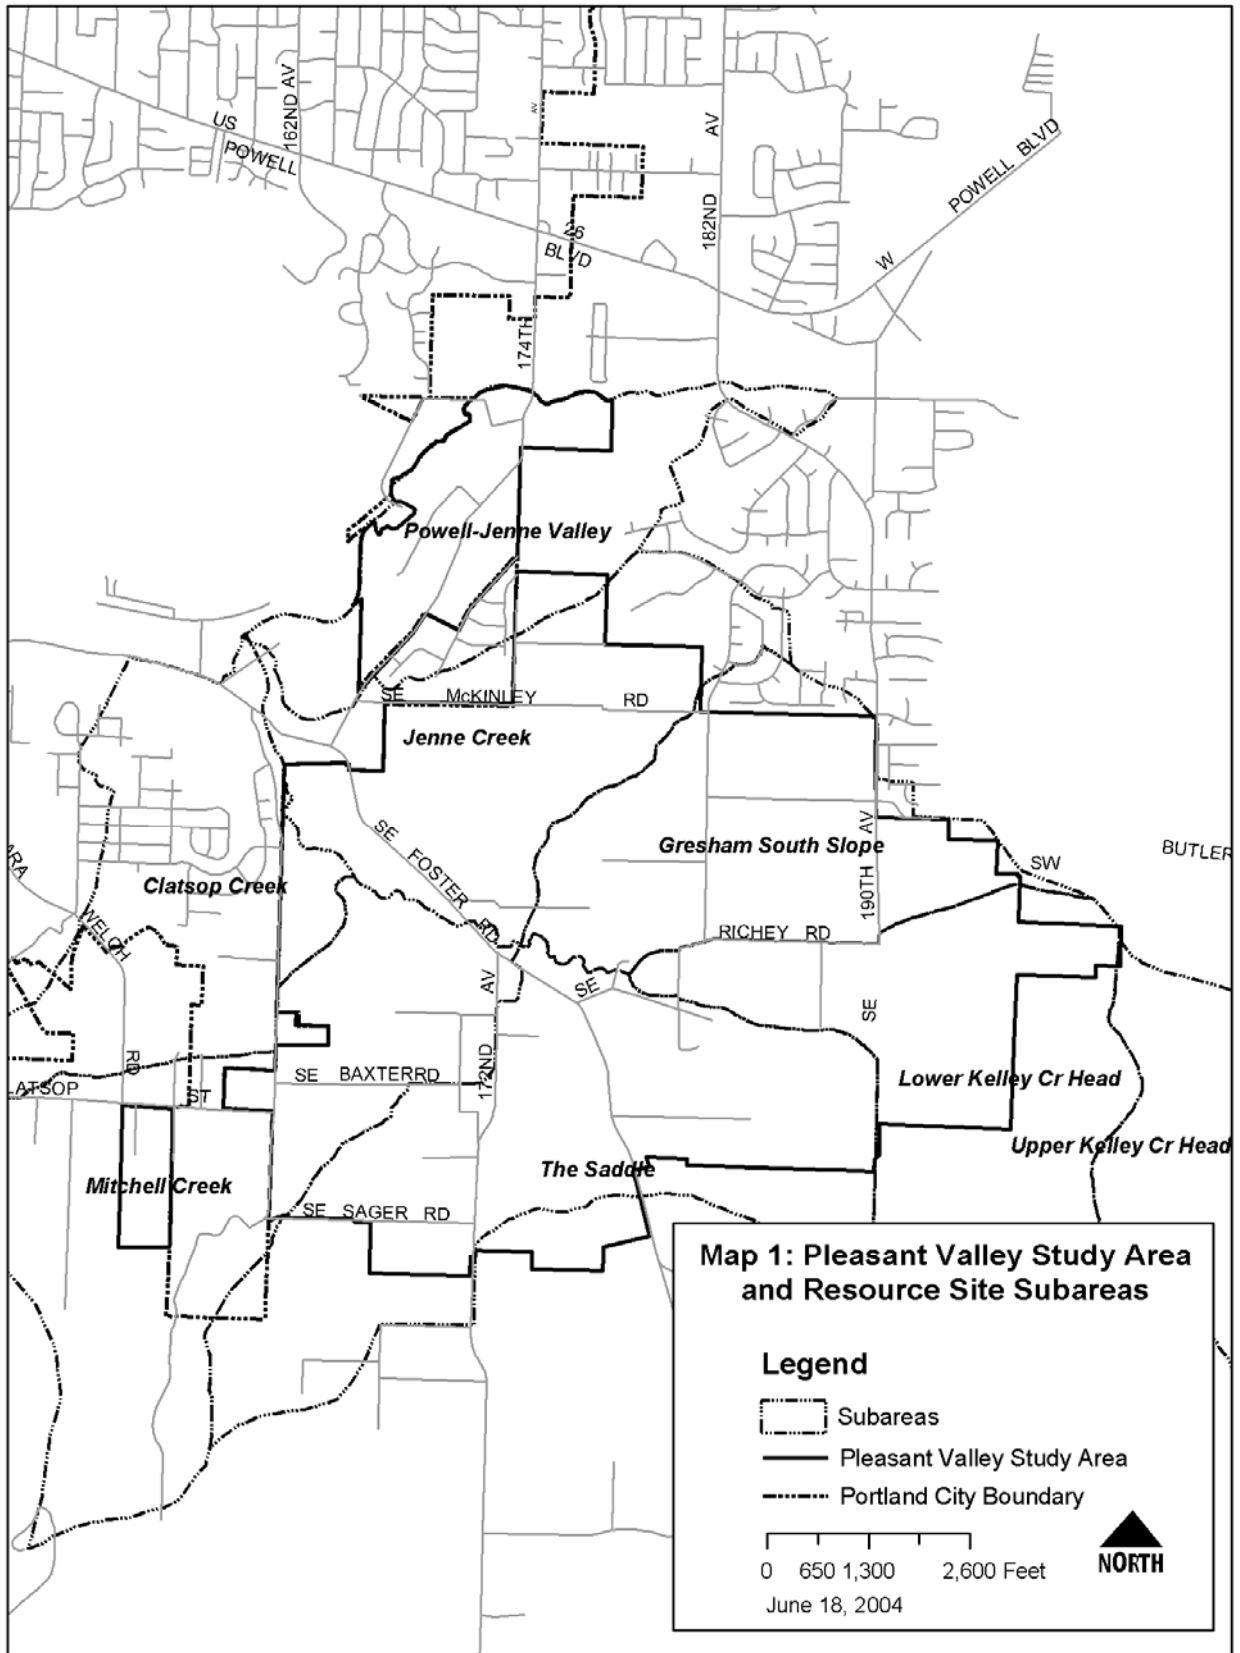 162ND AV
US
POWELL
AV
AV
182ND
26
BLVD
POWELL BLVD
W
174TH
Powell-Jenne Valley
SE McKINLEY RD
Jenne Creek
SE FOSTER RD
Gresham South Slope
190TH AV
SW
BUTLER
ARA
Clatsop Creek
WELCH
RICHEY RD
SE
AV
SE
172ND
RD
SE BAXTER RD
LATSOP
ST
Lower Kelley Cr Head
Upper Kelley Cr Head
The Saddle
Mitchell Creek
SE SAGER RD
Map 1: Pleasant Valley Study Area
and Resource Site Subareas
Legend
Subareas
Pleasant Valley Study Area
Portland City Boundary
0 650 1,300 2,600 Feet
NORTH
June 18, 2004